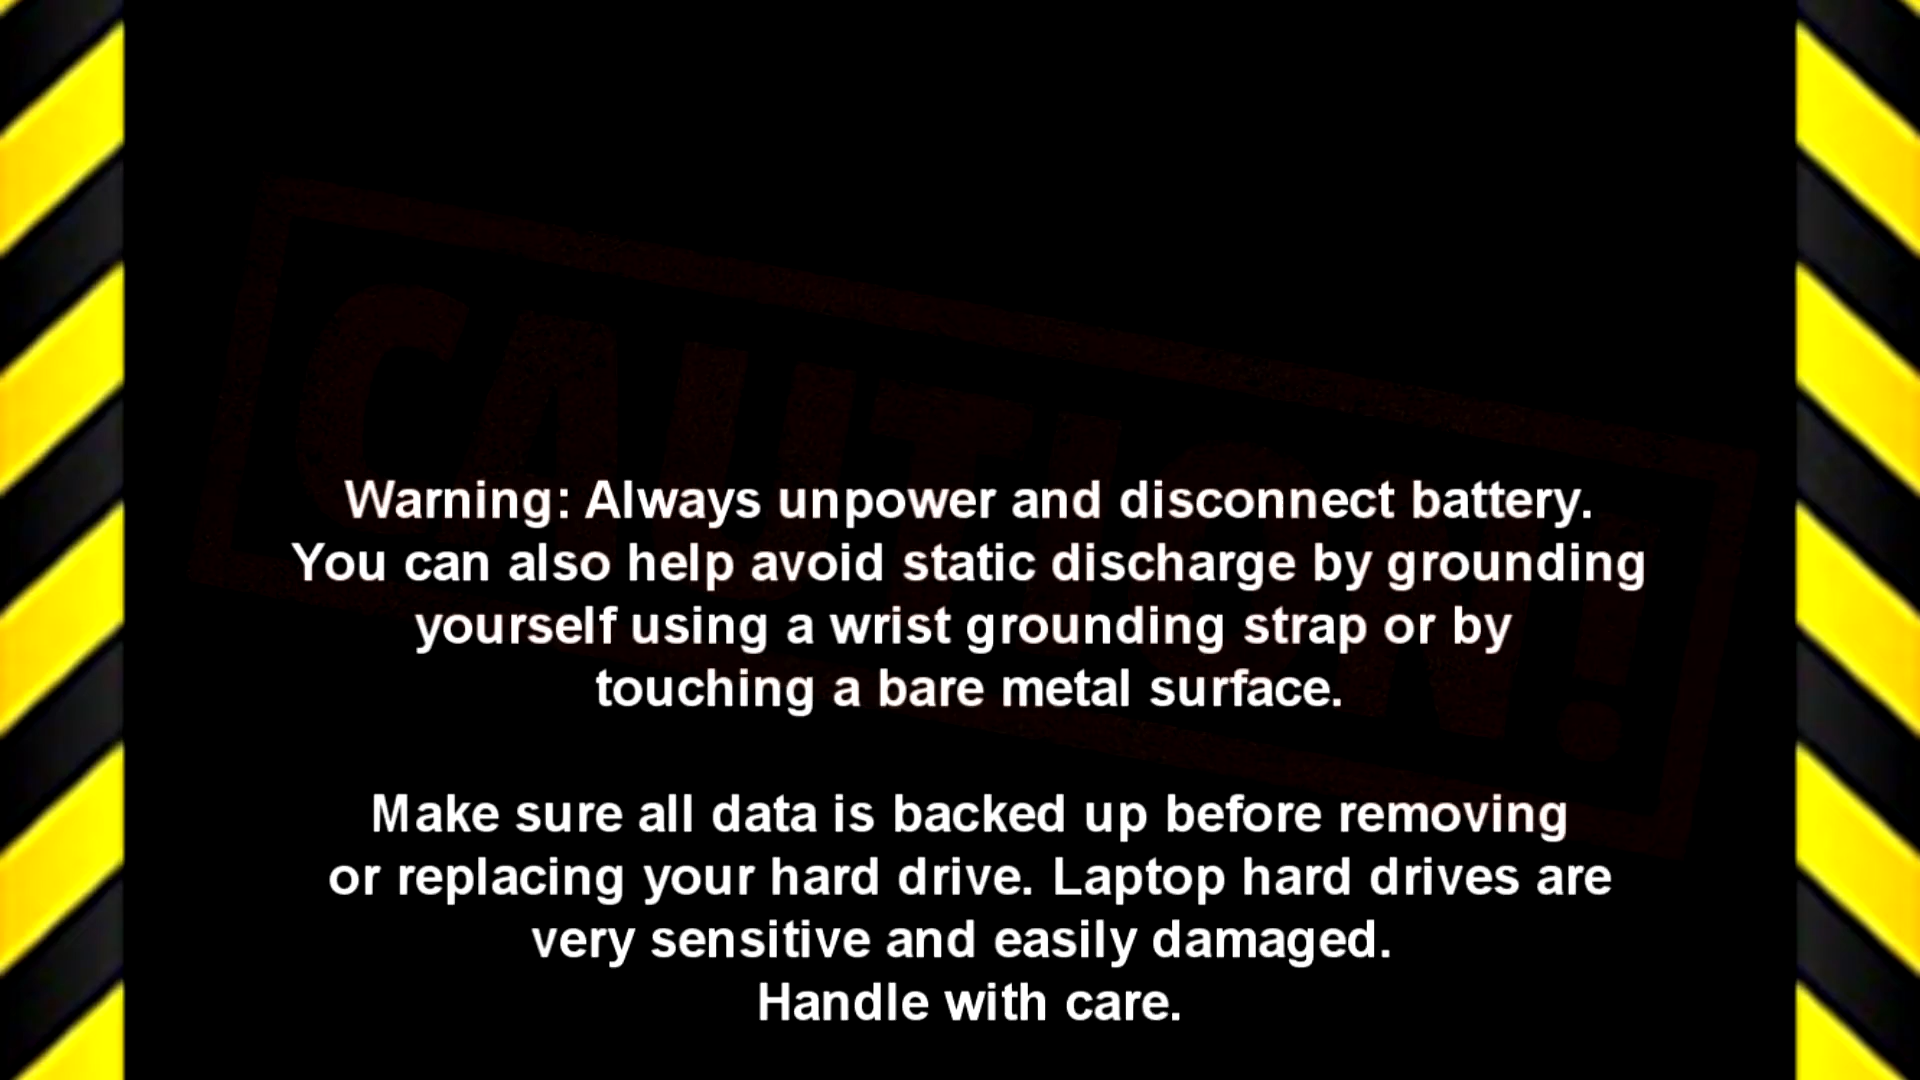 CAUTION!
Warning: Always unpower and disconnect battery.
You can also help avoid static discharge by grounding
yourself using a wrist grounding strap or by
touching a bare metal surface.
Make sure all data is backed up before removing
or replacing your hard drive. Laptop hard drives are
very sensitive and easily damaged.
Handle with care.